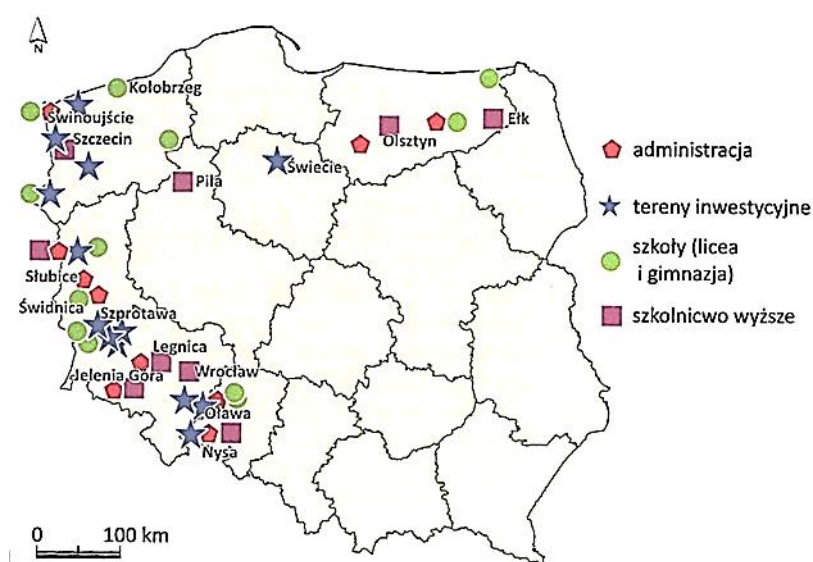 N
Kołobrzeg
Świnoujście
Szczecin
Ełk
Olsztyn
Świecie
Piła
Słubice
Świdnica
Szprotawa
Legnica
Jelenia Góra
Wrocław
Oława
Nysa
administracja
tereny inwestycyjne
szkoły (licea
i gimnazja)
szkolnictwo wyższe
0 100 km